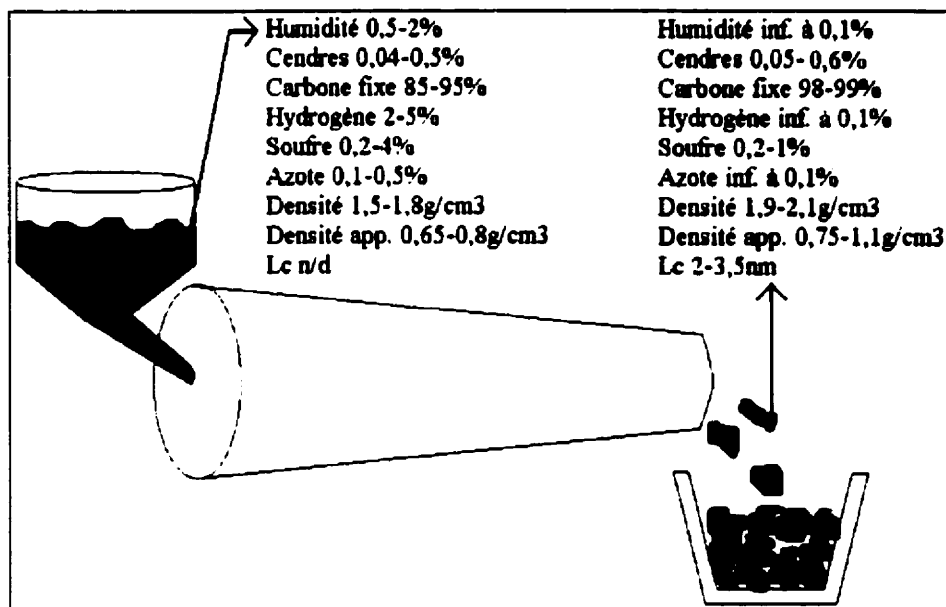 Humidité 0,5-2%
Cendres 0,04-0,5%
Carbone fixe 85-95%
Hydrogène 2-5%
Soufre 0,2-4%
Azote 0,1-0,5%
Densité 1,5-1,8g/cm3
Densité app. 0,65-0,8g/cm3
Lc n/d
Humidité inf. à 0,1%
Cendres 0,05- 0,6%
Carbone fixe 98-99%
Hydrogène inf. à 0,1%
Soufre 0,2-1%
Azote inf. à 0,1%
Densité 1,9-2,1g/cm3
Densité app. 0,75-1,1g/cm3
Lc 2-3,5nm